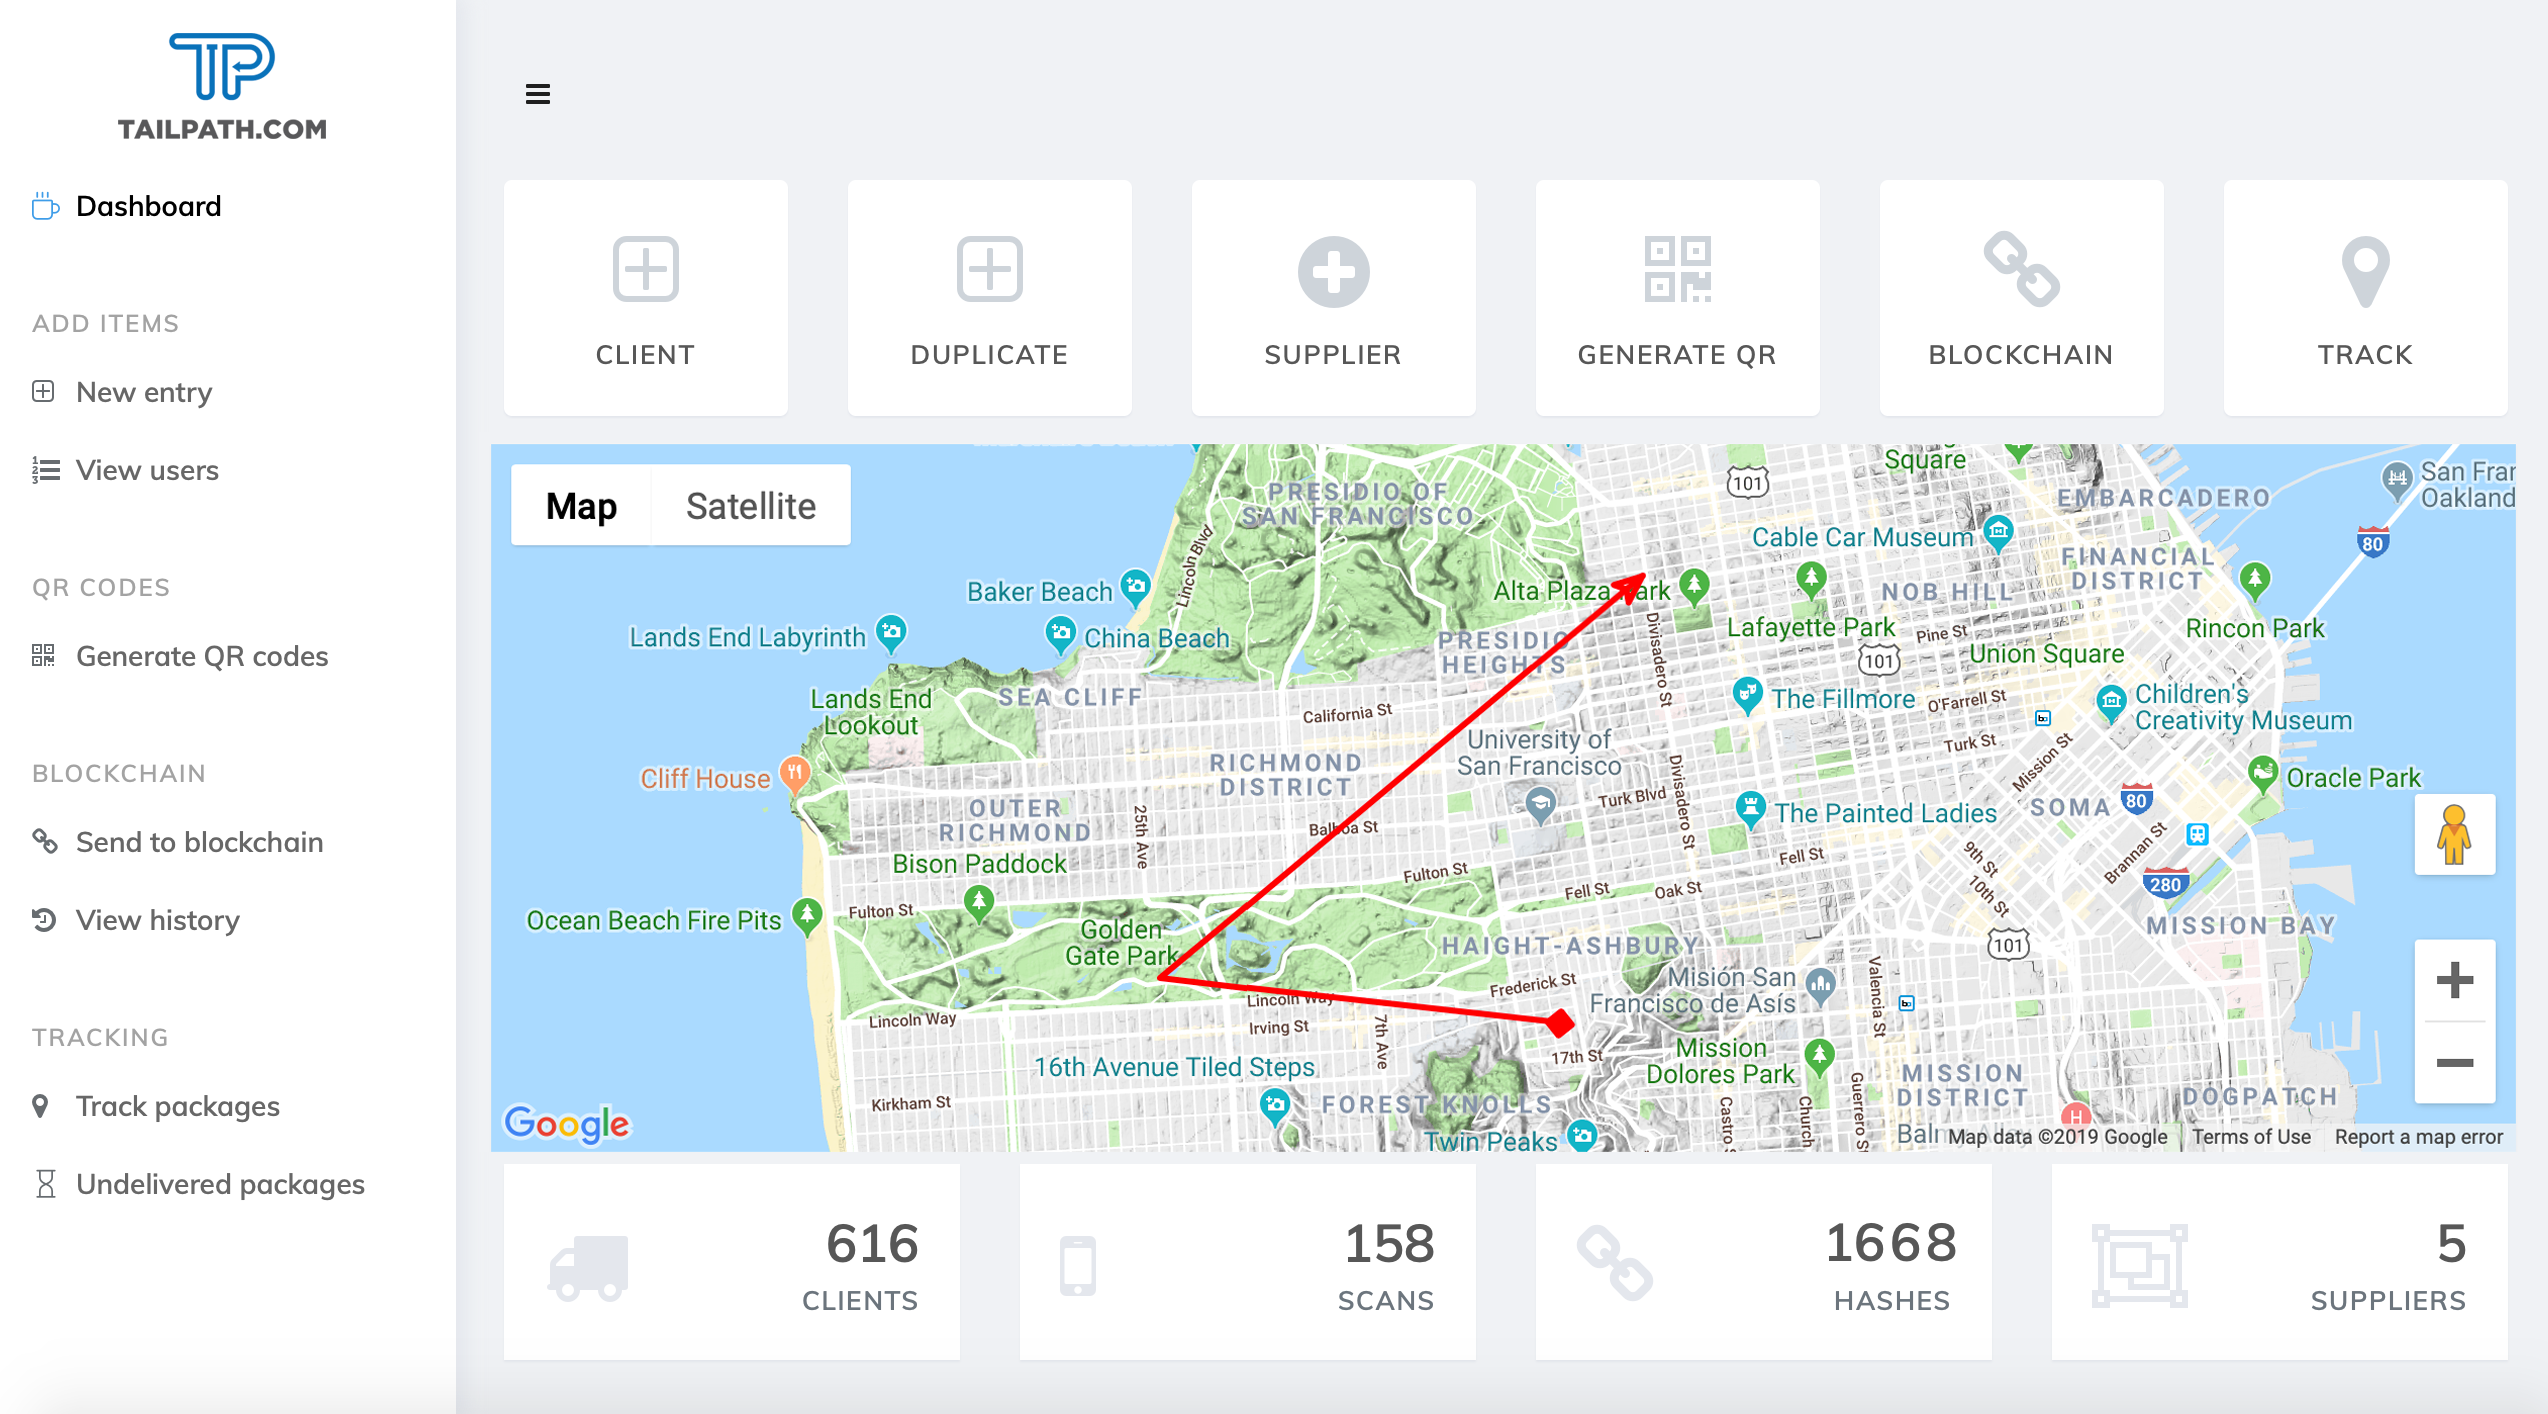 TP
TAILPATH.COM
Dashboard
ADD ITEMS
New entry
View users
QR CODES
Generate QR codes
BLOCKCHAIN
Send to blockchain
View history
TRACKING
Track packages
Undelivered packages
CLIENT
DUPLICATE
SUPPLIER
GENERATE QR
BLOCKCHAIN
TRACK
Map
Satellite
PRESIDIO OF
SAN FRANCISCO
Lincoln Blvd
101
Square
EMBARCADERO
San Fran
Oakland
80
Cable Car Museum
FINANCIAL
DISTRICT
Baker Beach
Alta Plaza Park
NOB HILL
Lands End Labyrinth
China Beach
PRESIDIO
HEIGHTS
Divisadero St
Lafayette Park
Pine St
101
Union Square
Rincon Park
SEA CLIFF
Lands End
Lookout
California St
The Fillmore
O'Farrell St
Children's
Creativity Museum
University of
San Francisco
Turk St
Mission St
RICHMOND
DISTRICT
Cliff House
Oracle Park
OUTER
RICHMOND
25th Ave
Balboa St
Turk Blvd
Divisadero St
The Painted Ladies
SOMA
80
Bison Paddock
Fulton St
Fell St
Oak St
Fell St
9th St
10th St
Brannan St
280
Ocean Beach Fire Pits
Fulton St
Golden
Gate Park
HAIGHT-ASHBURY
101
MISSION BAY
Frederick St
Misión San
Francisco de Asís
Valencia St
Lincoln Way
Lincoln Way
Irving St
7th Ave
17th St
16th Avenue Tiled Steps
Mission
Dolores Park
Kirkham St
FOREST KNOLLS
Castro S
Church
Guerrero S
MISSION
DISTRICT
H
DOGPATCH
Twin Peaks
Google
Map data ©2019 Google
Terms of Use
Report a map error
616
CLIENTS
158
SCANS
1668
HASHES
5
SUPPLIERS